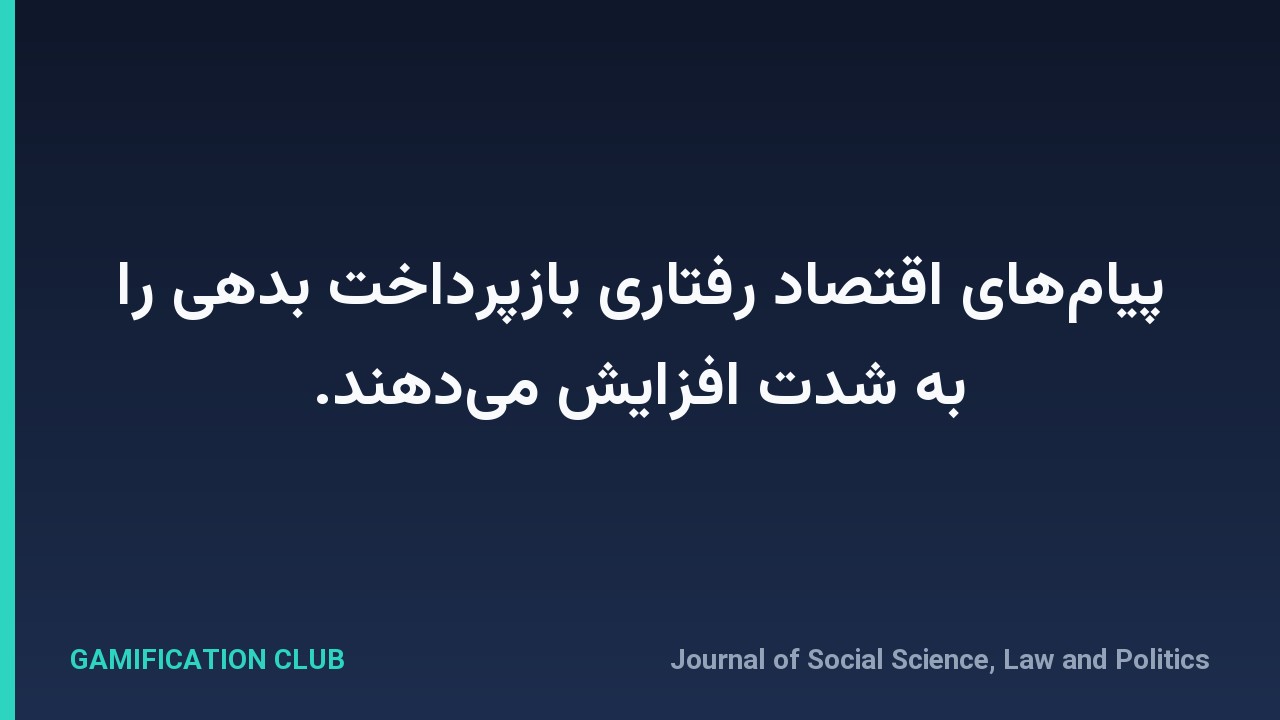 پیام‌های اقتصاد رفتاری بازپرداخت بدهی را
به شدت افزایش می‌دهند.
GAMIFICATION CLUB
Journal of Social Science, Law and Politics